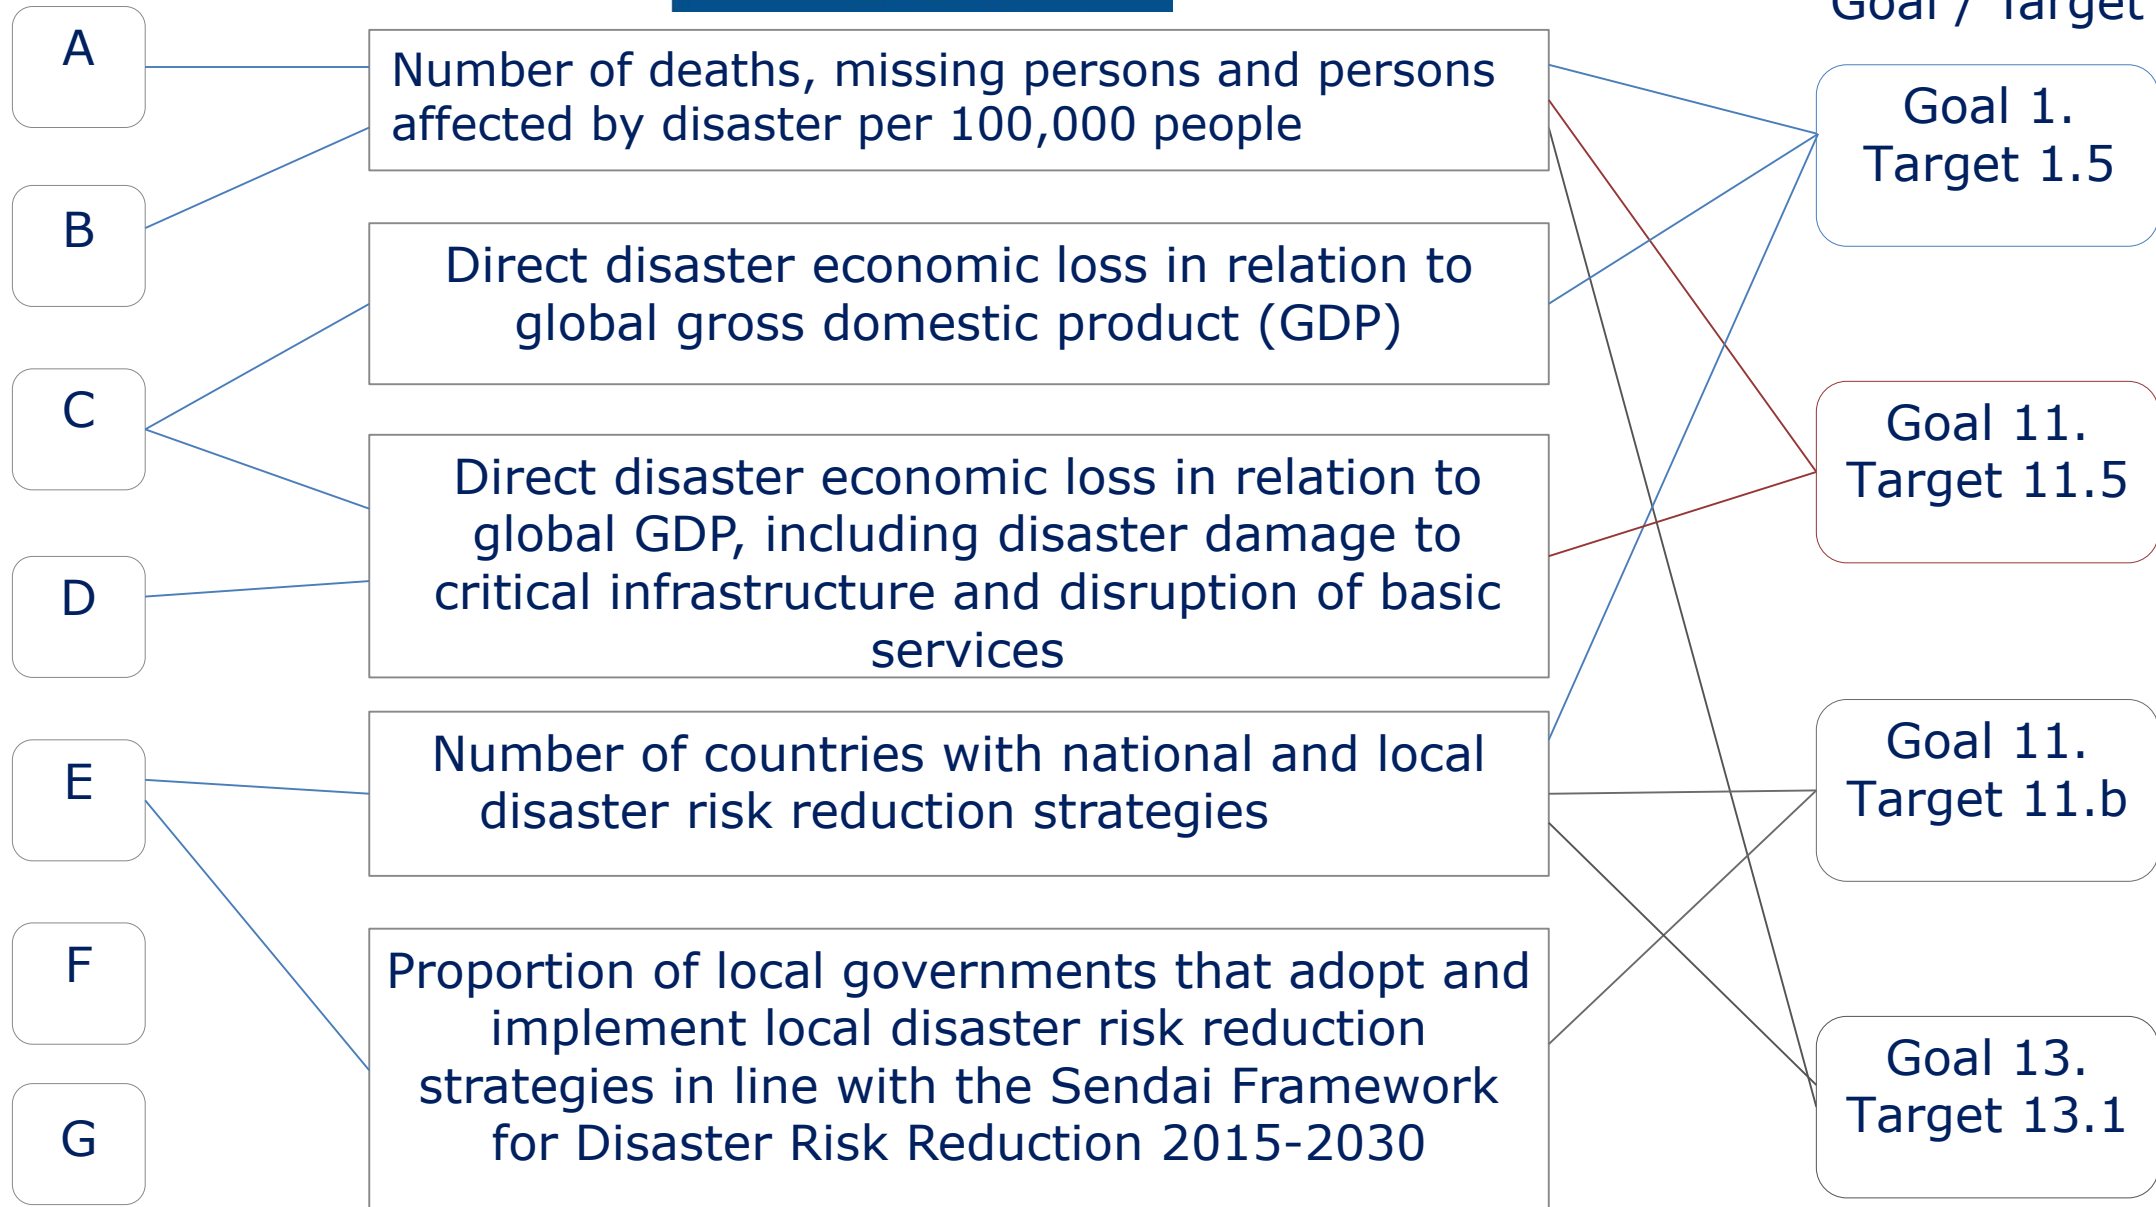 Goal / Target
A
B
C
D
E
F
G
Number of deaths, missing persons and persons
affected by disaster per 100,000 people
Direct disaster economic loss in relation to
global gross domestic product (GDP)
Direct disaster economic loss in relation to
global GDP, including disaster damage to
critical infrastructure and disruption of basic
services
Number of countries with national and local
disaster risk reduction strategies
Proportion of local governments that adopt and
implement local disaster risk reduction
strategies in line with the Sendai Framework
for Disaster Risk Reduction 2015-2030
Goal 1.
Target 1.5
Goal 11.
Target 11.5
Goal 11.
Target 11.b
Goal 13.
Target 13.1